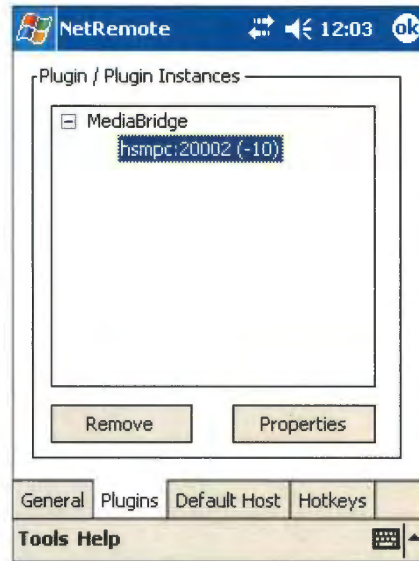 NetRemote 12:03 ok
Plugin / Plugin Instances
MediaBridge
hsmpc:20002 (-10)
Remove Properties
General Plugins Default Host Hotkeys
Tools Help